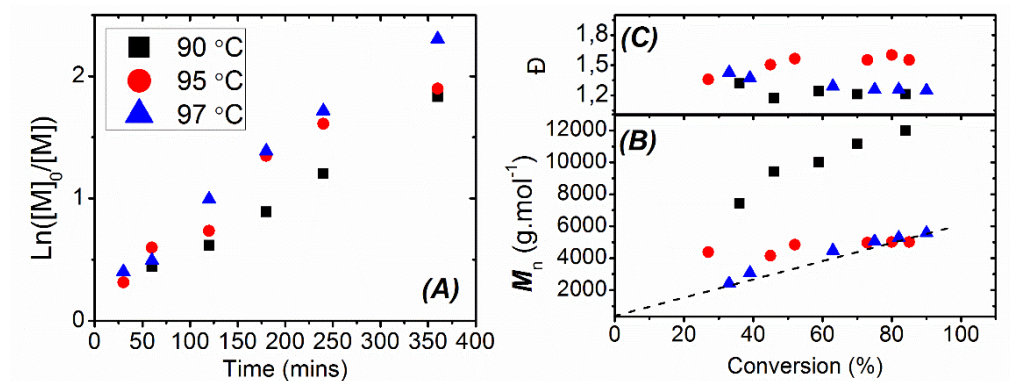 90 °C
95 °C
97 °C
2
1
0
Ln([M]0/[M]
0 50 100 150 200 250 300 350 400
Time (mins)
(A)
1,8
1,5
1,2
Đ
(C)
12000
10000
8000
6000
4000
2000
Mn (g.mol-1)
(B)
0 20 40 60 80 100
Conversion (%)